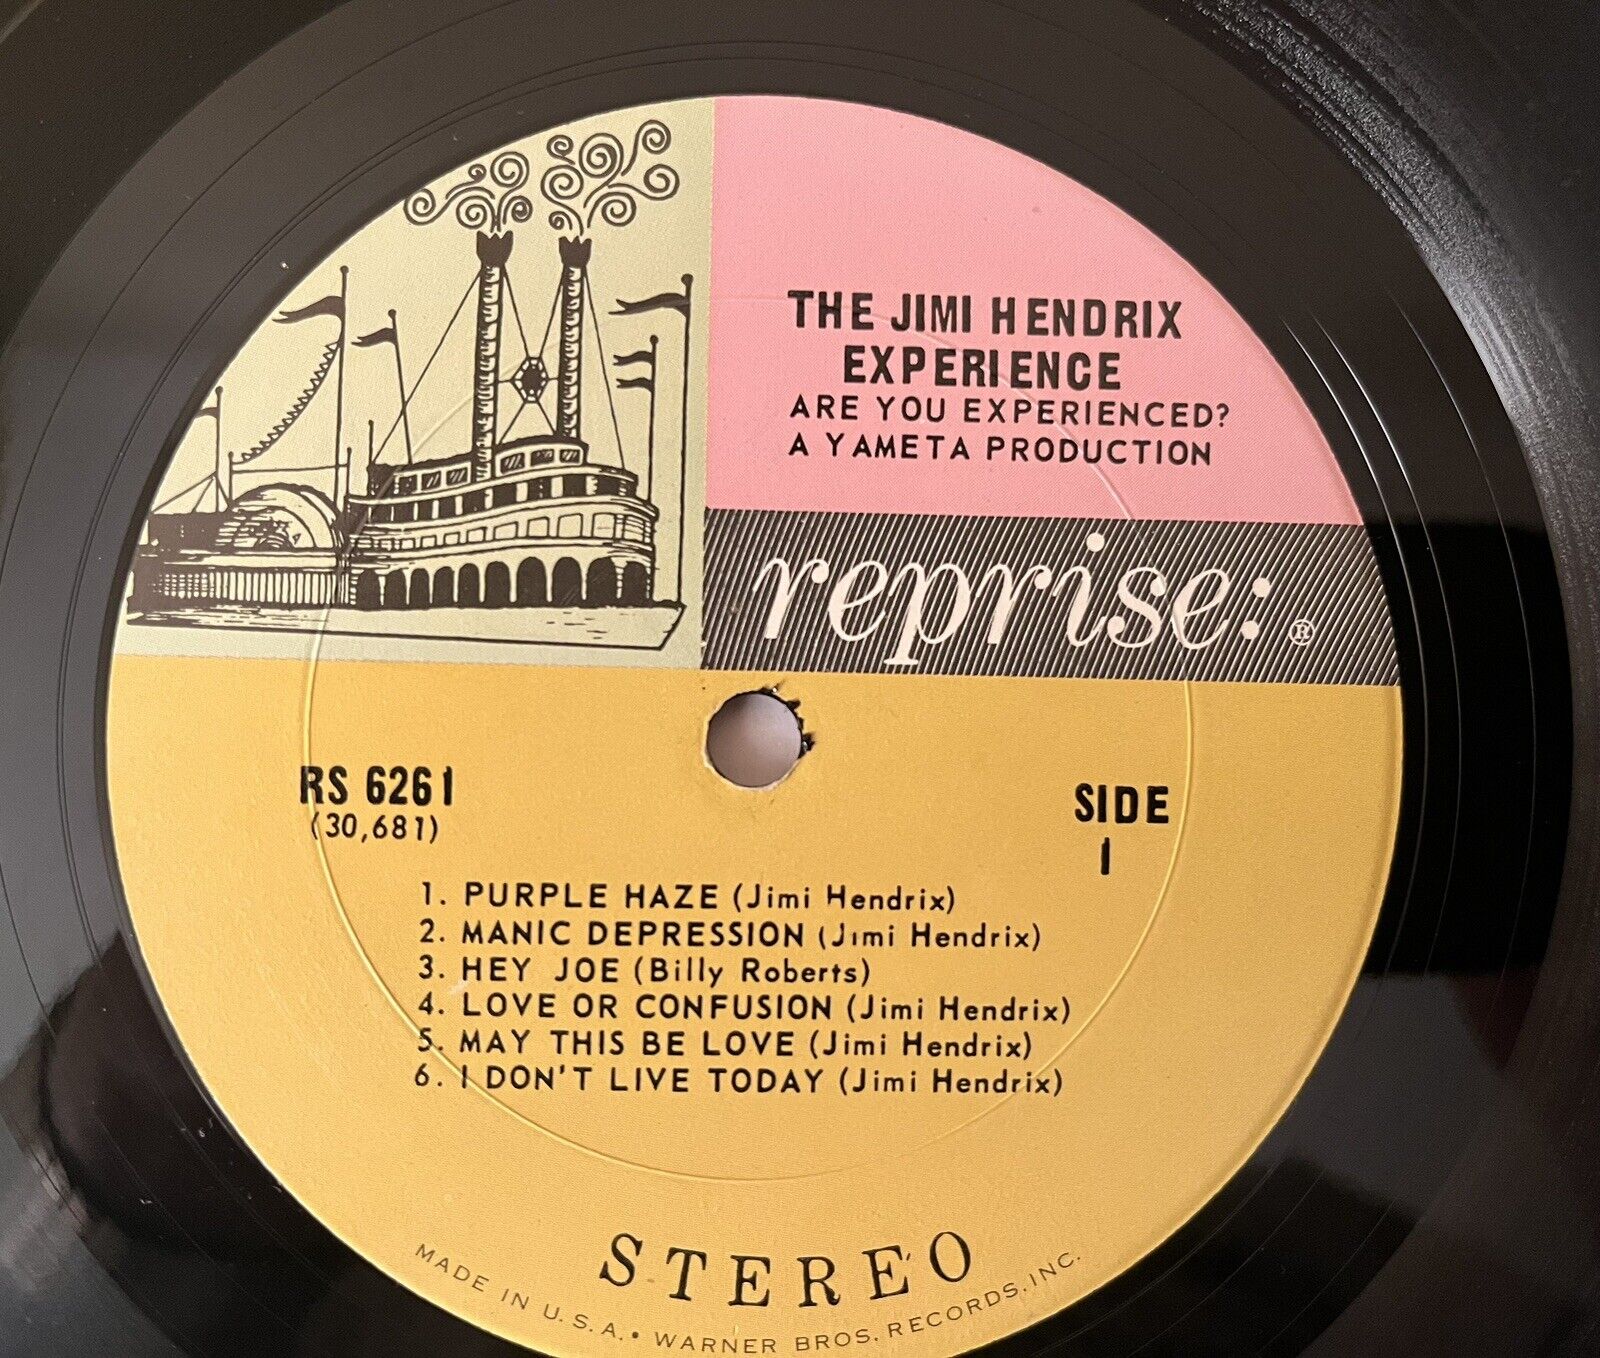 THE JIMI HENDRIX
EXPERIENCE
ARE YOU EXPERIENCED?
A YAMETA PRODUCTION
reprise:®
RS 6261
(30,681)
SIDE
1
1. PURPLE HAZE (Jimi Hendrix)
2. MANIC DEPRESSION (Jimi Hendrix)
3. HEY JOE (Billy Roberts)
4. LOVE OR CONFUSION (Jimi Hendrix)
5. MAY THIS BE LOVE (Jimi Hendrix)
6. I DON'T LIVE TODAY (Jimi Hendrix)
STEREO
MADE IN U.S.A. • WARNER BROS. RECORDS, INC.